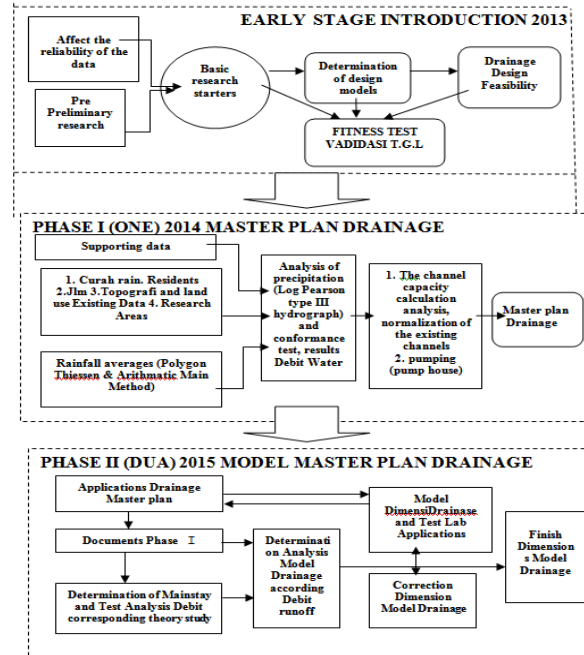 EARLY STAGE INTRODUCTION 2013
Affect the
reliability of the
data
Pre
Preliminary
research
Basic
research
starters
Determination
of design
models
Drainage
Design
Feasibility
FITNESS TEST
VADIDASI T.G.L
PHASE I (ONE) 2014 MASTER PLAN DRAINAGE
Supporting data
1. Curah rain. Residents
2.Jlm 3.Topografi and land
use Existing Data 4. Research
Areas
Rainfall averages (Polygon
Thiessen & Arithmatic Main
Method)
Analysis of
precipitation
(Log Pearson
type III
hydrograph)
and
conformance
test, results
Debit Water
1. The channel
capacity
calculation
analysis,
normalization of
the existing
channels
2. pumping
(pump house)
Master plan
Drainage
PHASE II (DUA) 2015 MODEL MASTER PLAN DRAINAGE
Applications Drainage
Master plan
Documents Phase I
Determination of Mainstay
and Test Analysis Debit
corresponding theory study
Determinati
on Analysis
Model
Drainage
according
Debit
runoff
Model
DimensiDrainase
and Test Lab
Applications
Correction
Dimension
Model Drainage
Finish
Dimension
s Model
Drainage